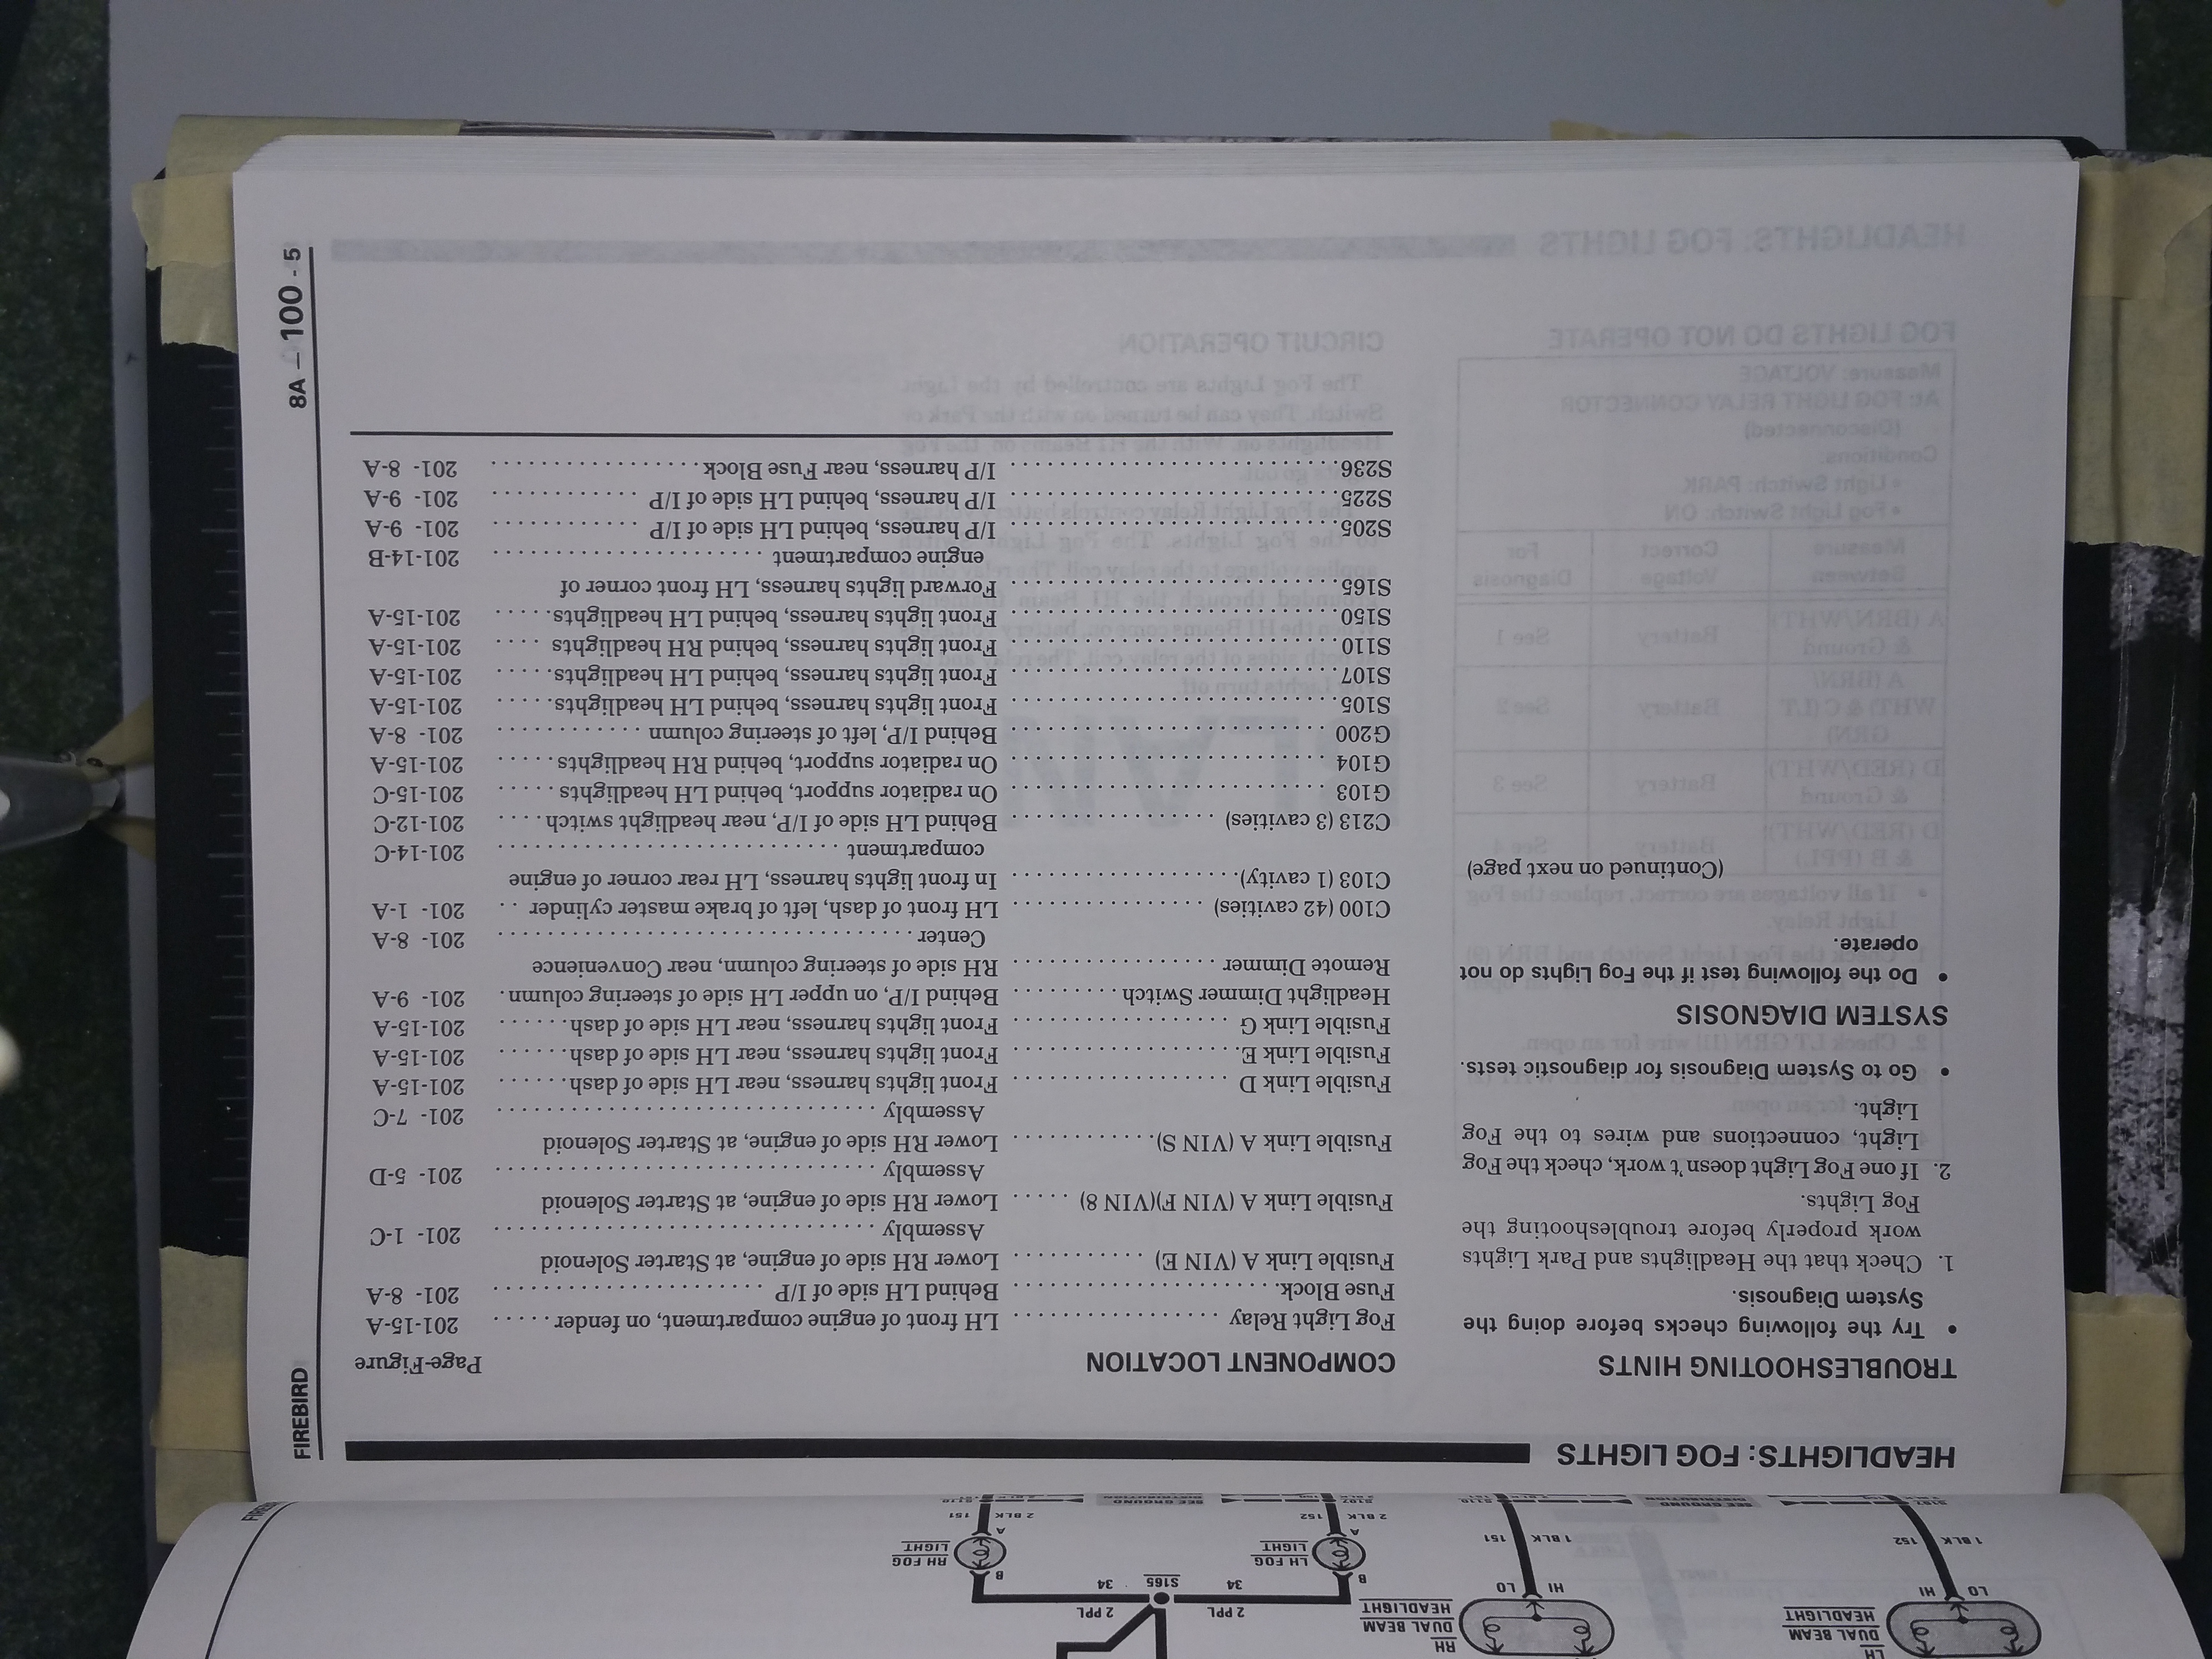 HEADLIGHTS: FOG LIGHTS
TROUBLESHOOTING HINTS
• Try the following checks before doing the
System Diagnosis.
1. Check that the Headlights and Park Lights
work properly before troubleshooting the
Fog Lights.
2. If one Fog Light doesn't work, check the Fog
Light, connections and wires to the Fog
Light.
• Go to System Diagnosis for diagnostic tests.
SYSTEM DIAGNOSIS
• Do the following test if the Fog Lights do not
operate.
(Continued on next page)
COMPONENT LOCATION Page-Figure
Fog Light Relay . . . . . . . . . . . . . . LH front of engine compartment, on fender . . . . . 201-15-A
Fuse Block. . . . . . . . . . . . . . . . . . Behind LH side of I/P . . . . . . . . . . . . . . . . . . . . . . 201- 8-A
Fusible Link A (VIN E) . . . . . . . . . . Lower RH side of engine, at Starter Solenoid
Assembly . . . . . . . . . . . . . . . . . . . . . . . . . . . . . . . 201- 1-C
Fusible Link A (VIN F)(VIN 8) . . . . . Lower RH side of engine, at Starter Solenoid
Assembly . . . . . . . . . . . . . . . . . . . . . . . . . . . . . . . 201- 5-D
Fusible Link A (VIN S). . . . . . . . . . . Lower RH side of engine, at Starter Solenoid
Assembly . . . . . . . . . . . . . . . . . . . . . . . . . . . . . . . 201- 7-C
Fusible Link D . . . . . . . . . . . . . . . Front lights harness, near LH side of dash. . . . . . . 201-15-A
Fusible Link E. . . . . . . . . . . . . . . . Front lights harness, near LH side of dash. . . . . . . 201-15-A
Fusible Link G . . . . . . . . . . . . . . . Front lights harness, near LH side of dash. . . . . . . 201-15-A
Headlight Dimmer Switch . . . . . . . . . Behind I/P, on upper LH side of steering column. 201- 9-A
Remote Dimmer . . . . . . . . . . . . . . RH side of steering column, near Convenience
Center . . . . . . . . . . . . . . . . . . . . . . . . . . . . . . . . . 201- 8-A
C100 (42 cavities) . . . . . . . . . . . . . . LH front of dash, left of brake master cylinder . . 201- 1-A
C103 (1 cavity). . . . . . . . . . . . . . . . In front lights harness, LH rear corner of engine
compartment . . . . . . . . . . . . . . . . . . . . . . . . . . . . 201-14-C
C213 (3 cavities) . . . . . . . . . . . . . . Behind LH side of I/P, near headlight switch . . . . 201-12-C
G103 . . . . . . . . . . . . . . . . . . . . . . On radiator support, behind LH headlights . . . . . 201-15-C
G104 . . . . . . . . . . . . . . . . . . . . . . On radiator support, behind RH headlights . . . . . 201-15-A
G200 . . . . . . . . . . . . . . . . . . . . . . Behind I/P, left of steering column . . . . . . . . . . . . 201- 8-A
S105 . . . . . . . . . . . . . . . . . . . . . . Front lights harness, behind LH headlights. . . . . 201-15-A
S107 . . . . . . . . . . . . . . . . . . . . . . Front lights harness, behind LH headlights. . . . . 201-15-A
S110 . . . . . . . . . . . . . . . . . . . . . . Front lights harness, behind RH headlights . . . . 201-15-A
S150 . . . . . . . . . . . . . . . . . . . . . . Front lights harness, behind LH headlights. . . . . 201-15-A
S165 . . . . . . . . . . . . . . . . . . . . . . Forward lights harness, LH front corner of
engine compartment . . . . . . . . . . . . . . . . . . . . . . 201-14-B
S205 . . . . . . . . . . . . . . . . . . . . . . I/P harness, behind LH side of I/P . . . . . . . . . . . . 201- 9-A
S225 . . . . . . . . . . . . . . . . . . . . . . I/P harness, behind LH side of I/P . . . . . . . . . . . . 201- 9-A
S236 . . . . . . . . . . . . . . . . . . . . . . I/P harness, near Fuse Block . . . . . . . . . . . . . . . . 201- 8-A
FIREBIRD
8A – 100 - 5
LH
DUAL BEAM
HEADLIGHT
LO HI
1 BLK 152
RH
DUAL BEAM
HEADLIGHT
HI LO
1 BLK 151
2 PPL 34
S165
2 PPL 34
B
LH FOG
LIGHT
A
2 BLK 152
B
RH FOG
LIGHT
A
2 BLK 151
SEE GROUND
DISTRIBUTION